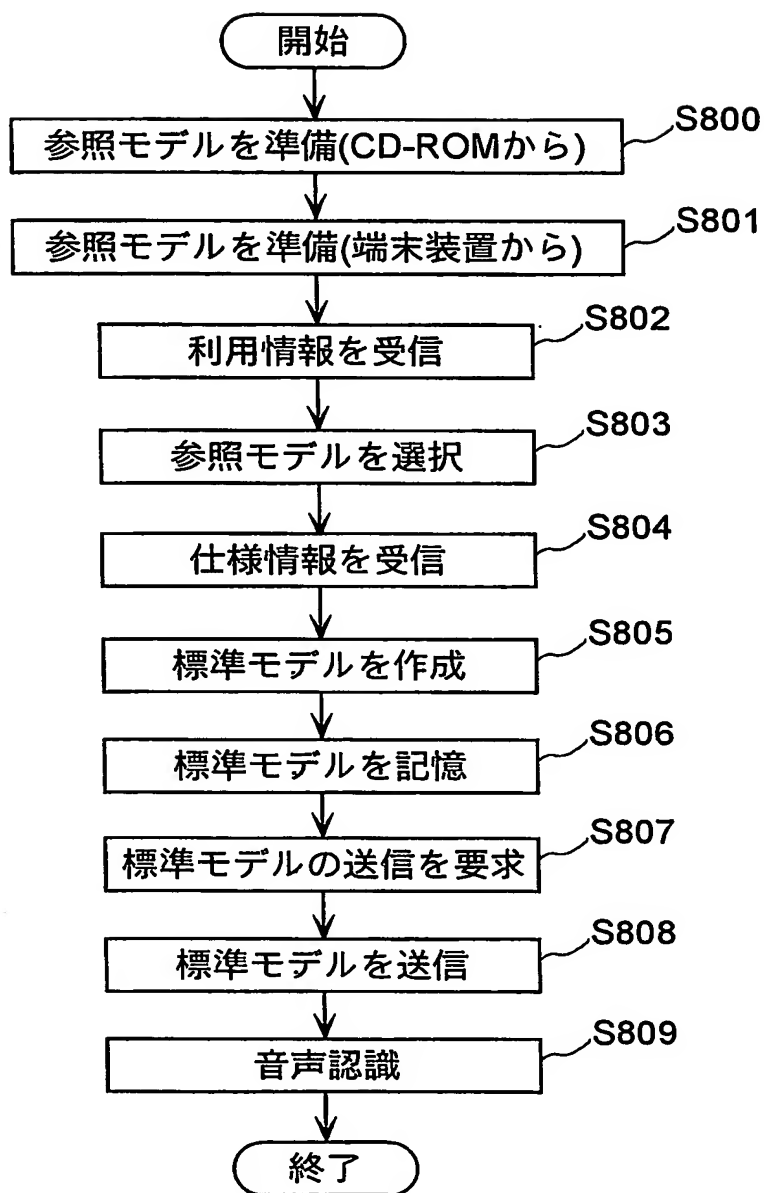 開始
参照モデルを準備(CD-ROMから)
S800
参照モデルを準備(端末装置から)
S801
利用情報を受信
S802
参照モデルを選択
S803
仕様情報を受信
S804
標準モデルを作成
S805
標準モデルを記憶
S806
標準モデルの送信を要求
S807
標準モデルを送信
S808
音声認識
S809
終了